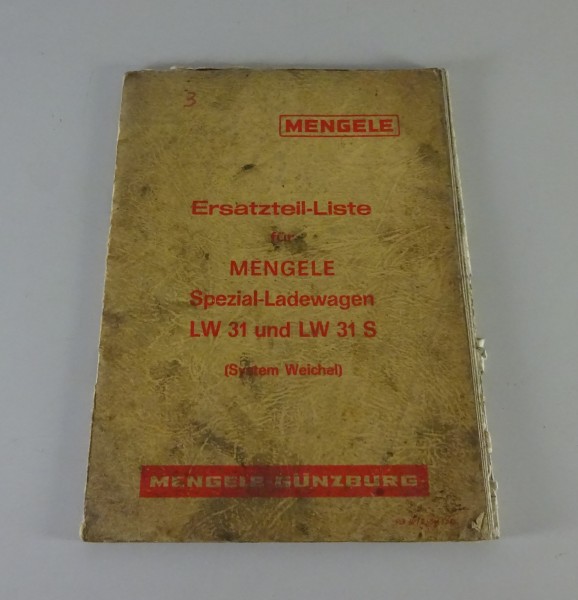 3
MENGELE
Ersatzteil-Liste
für
MENGELE
Spezial-Ladewagen
LW 31 und LW 31 S
(System Weichel)
MENGELE-GÜNZBURG